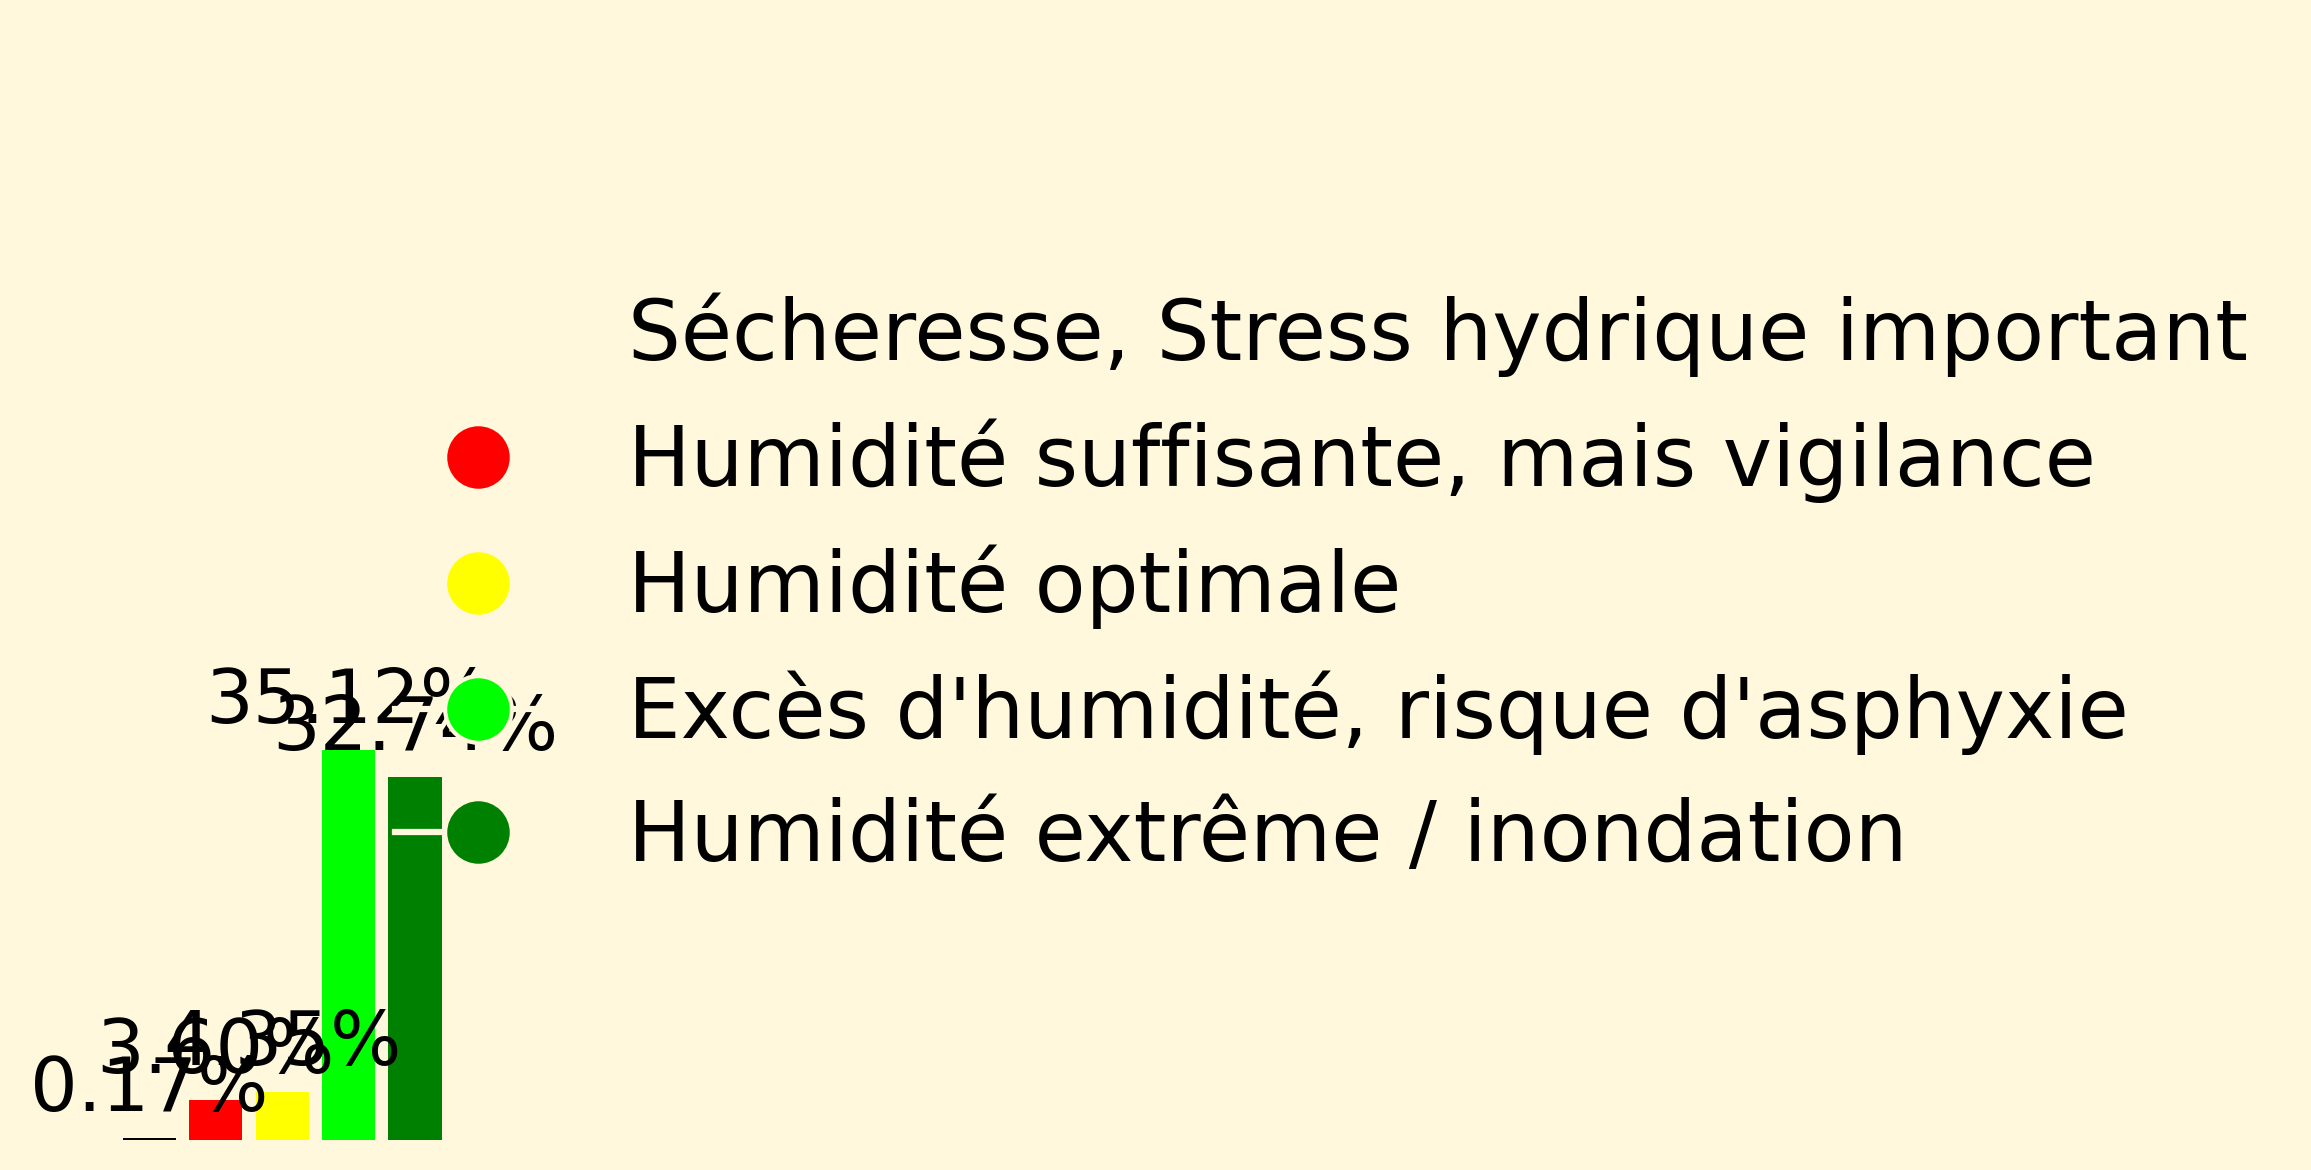 Sécheresse, Stress hydrique important
Humidité suffisante, mais vigilance
Humidité optimale
Excès d'humidité, risque d'asphyxie
Humidité extrême / inondation
35.12%
32.74%
4.35%
3.60%
0.17%